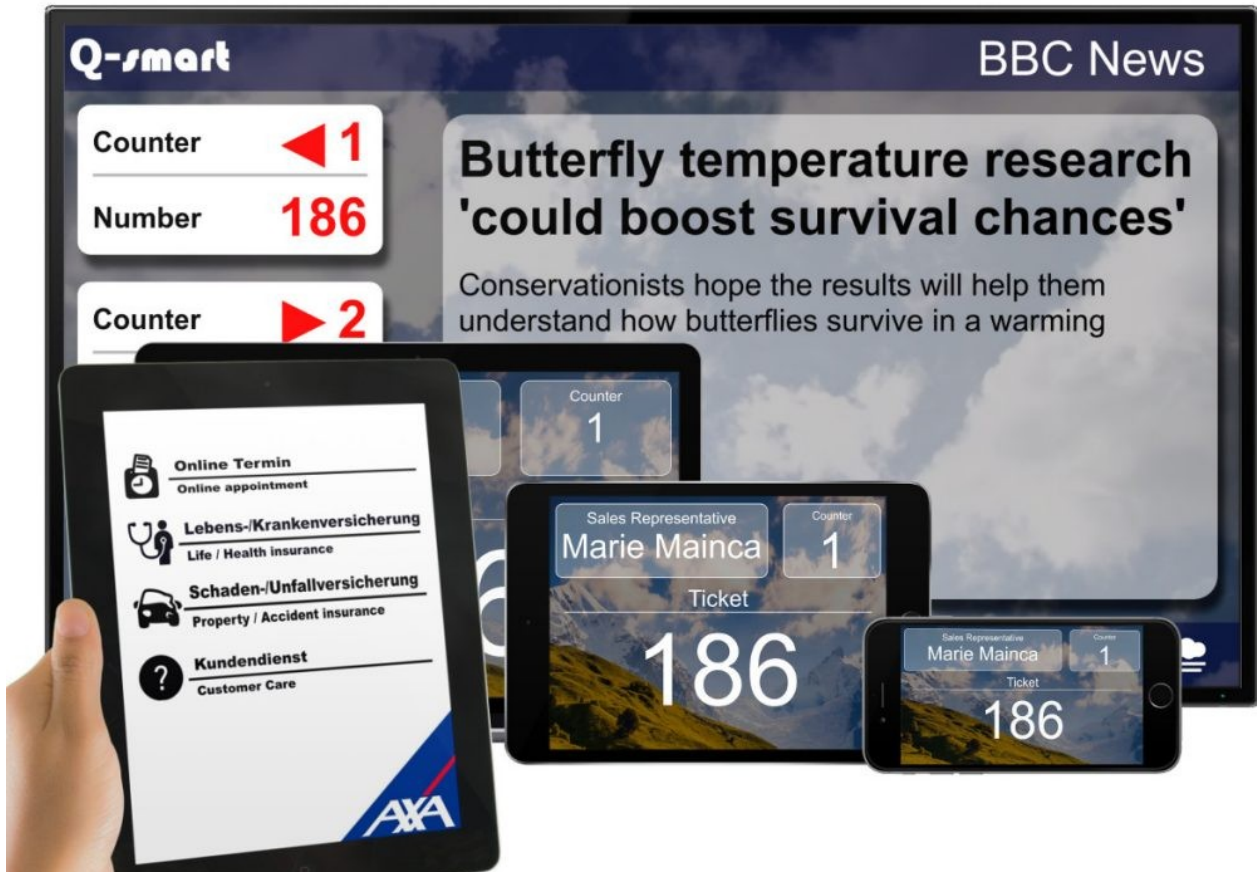 Q-smart
BBC News
Counter 1
Number 186
Counter 2
Butterfly temperature research
'could boost survival chances'
Conservationists hope the results will help them
understand how butterflies survive in a warming
Counter
1
Online Termin
Online appointment
Lebens-/Krankenversicherung
Life / Health insurance
Schaden-/Unfallversicherung
Property / Accident insurance
? Kundendienst
Customer Care
AXA
Sales Representative
Marie Mainca
Counter
1
Ticket
186
Sales Representative
Marie Mainca
Counter
1
Ticket
186